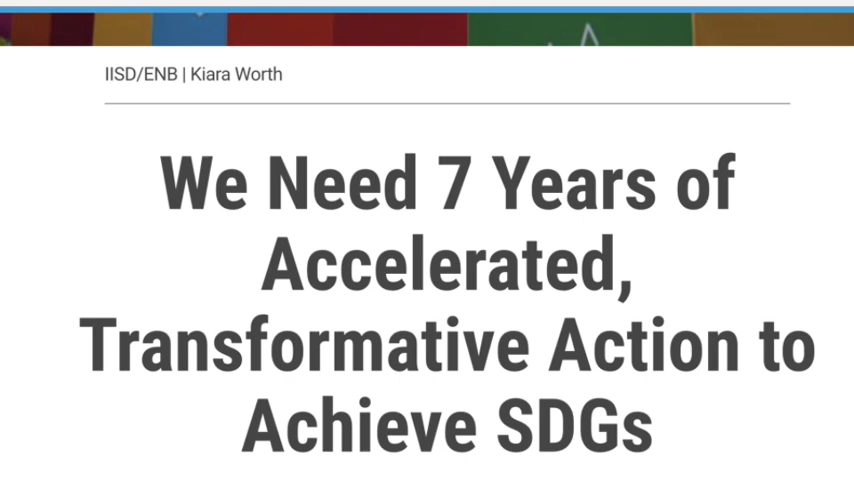 IISD/ENB | Kiara Worth
We Need 7 Years of
Accelerated,
Transformative Action to
Achieve SDGs